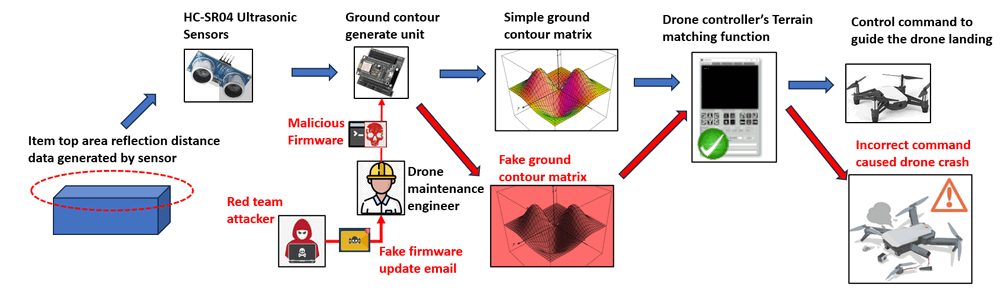 HC-SR04 Ultrasonic
Sensors
Ground contour
generate unit
Simple ground
contour matrix
Drone controller's Terrain
matching function
Control command to
guide the drone landing
Item top area reflection distance
data generated by sensor
Malicious
Firmware
Drone
maintenance
engineer
Red team
attacker
Fake firmware
update email
Fake ground
contour matrix
Incorrect command
caused drone crash